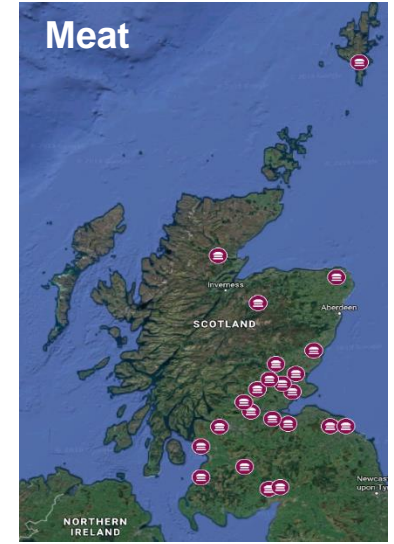 Meat
Inverness
Aberdeen
SCOTLAND
Newcas
upon Ty
NORTHERN
IRELAND